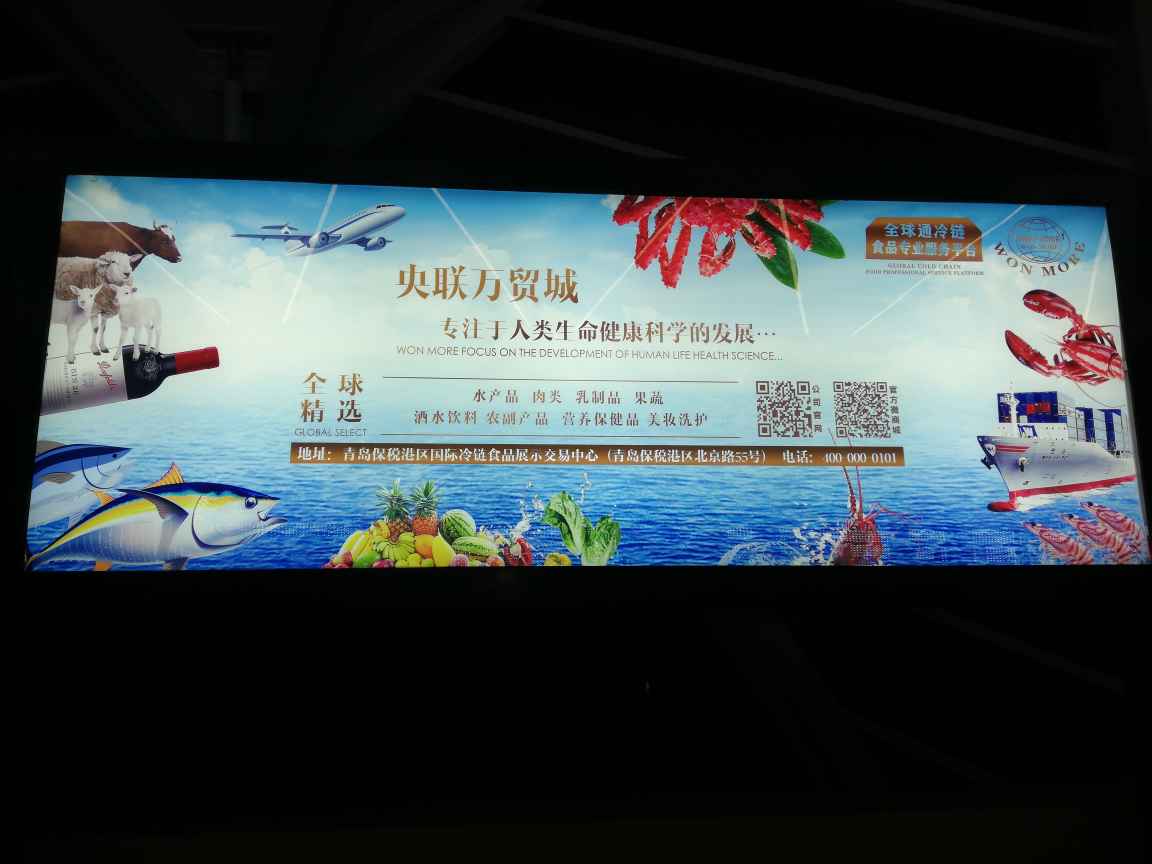 全球通冷链
食品专业服务平台
GLOBAL COLD CHAIN
FOOD PROFESSIONAL SERVICE PLATFORM
WON MORE
央联万贸城
专注于人类生命健康科学的发展…
WON MORE FOCUS ON THE DEVELOPMENT OF HUMAN LIFE HEALTH SCIENCE...
全球
精选
GLOBAL SELECT
水产品 肉类 乳制品 果蔬
酒水饮料 农副产品 营养保健品 美妆洗护
公司官网
官方微商城
地址：青岛保税港区国际冷链食品展示交易中心（青岛保税港区北京路55号） 电话：400-000-0101
Penfolds